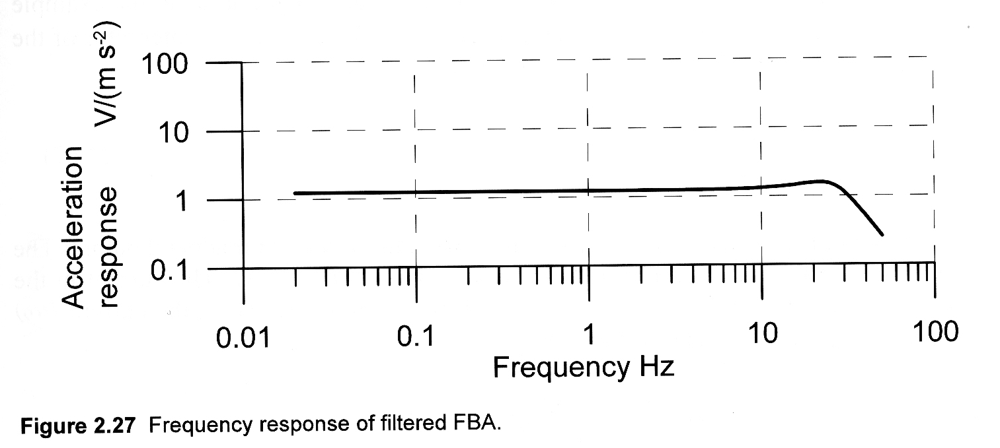 Acceleration
response V/(m s-2)
100
10
1
0.1
0.01 0.1 1 10 100
Frequency Hz
Figure 2.27 Frequency response of filtered FBA.